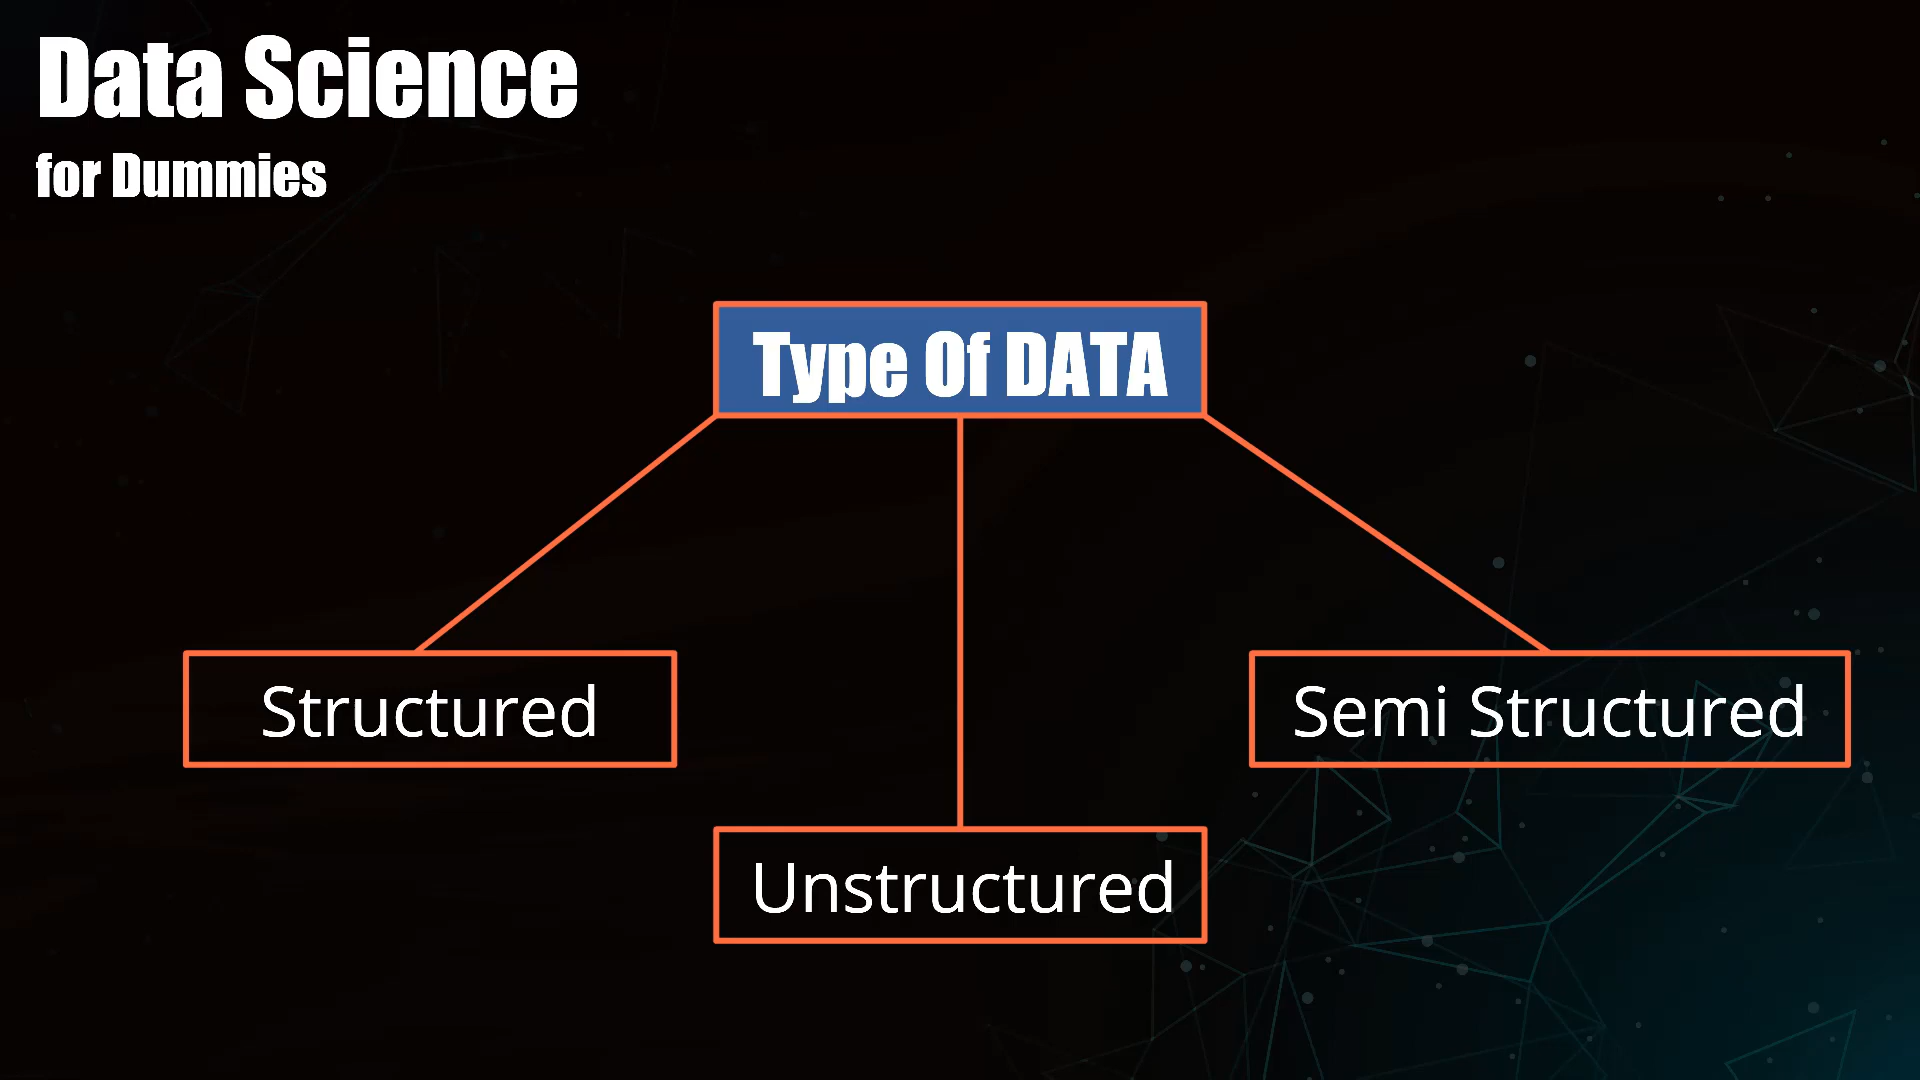 Data Science
for Dummies
Type Of DATA
Structured
Semi Structured
Unstructured